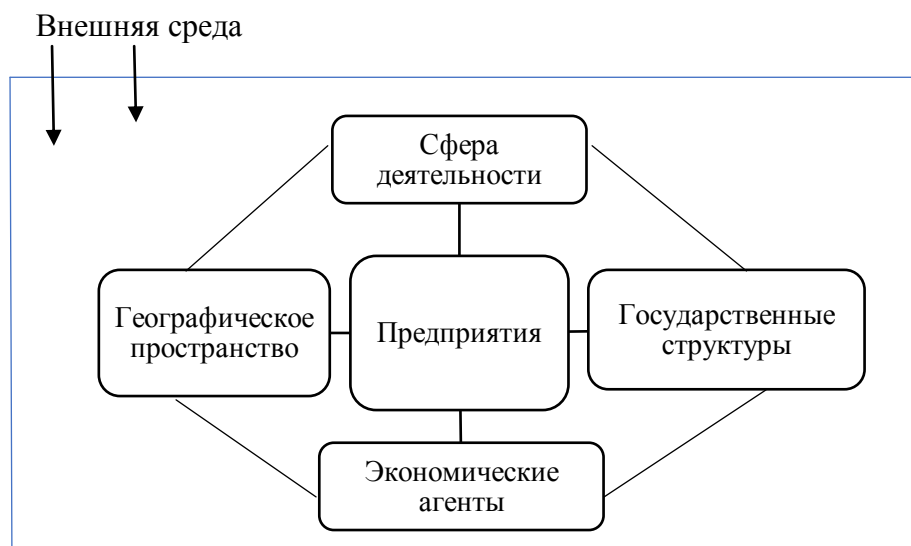 Внешняя среда
Сфера
деятельности
Географическое
пространство
Предприятия
Государственные
структуры
Экономические
агенты